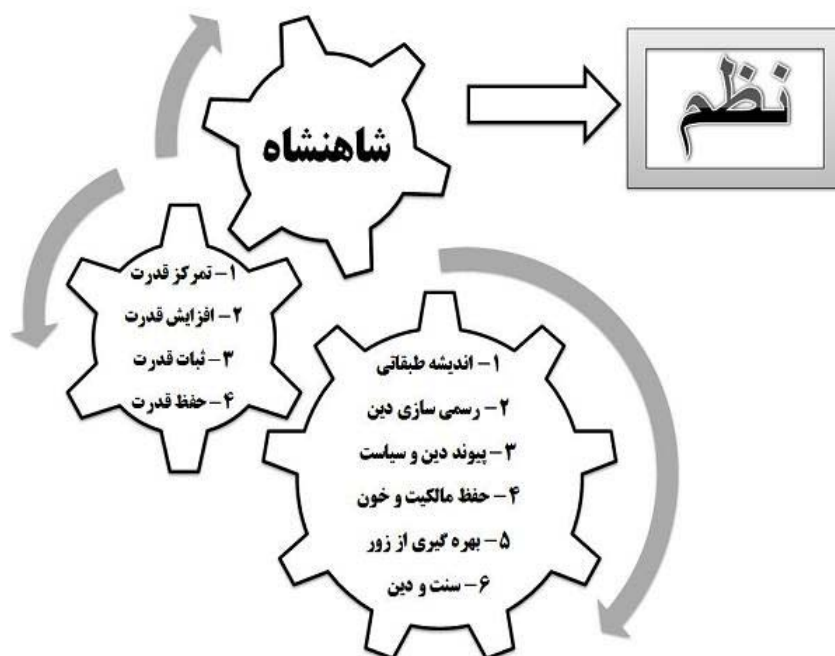 نظم
شاهنشاه
۱- تمرکز قدرت
۲- افزایش قدرت
۳- ثبات قدرت
۴- حفظ قدرت
۱- اندیشه طبقاتی
۲- رسمی سازی دین
۳- پیوند دین و سیاست
۴- حفظ مالکیت و خون
۵- بهره گیری از زور
۶- سنت و دین